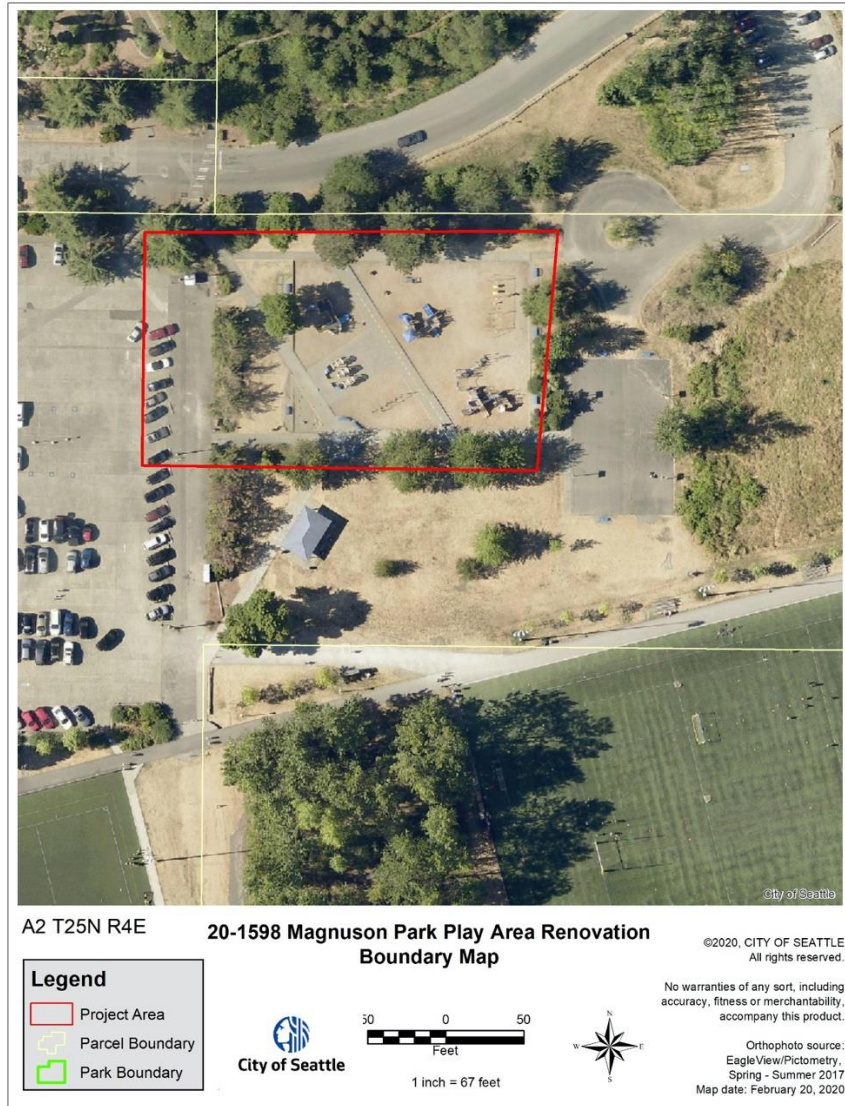 City of Seattle
A2 T25N R4E
20-1598 Magnuson Park Play Area Renovation
Boundary Map
Legend
Project Area
Parcel Boundary
Park Boundary
City of Seattle
50 0 50
Feet
1 inch = 67 feet
N
W E
S
©2020, CITY OF SEATTLE
All rights reserved.
No warranties of any sort, including
accuracy, fitness or merchantability,
accompany this product.
Orthophoto source:
EagleView/Pictometry,
Spring - Summer 2017
Map date: February 20, 2020